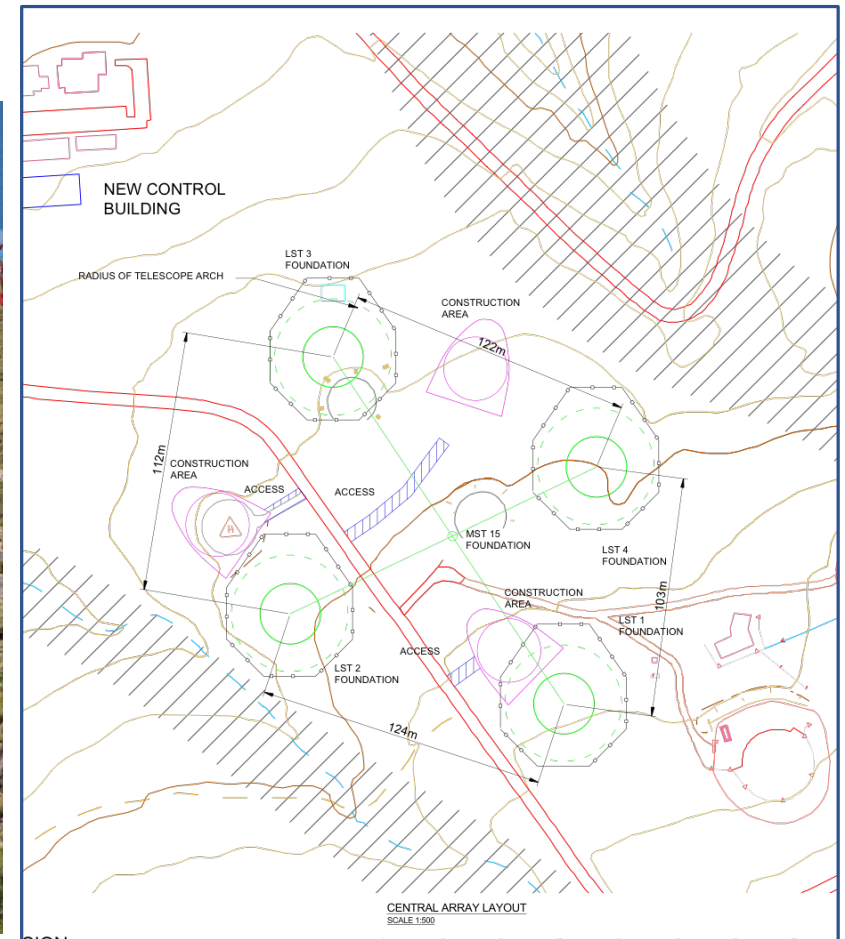 NEW CONTROL
BUILDING
LST 3
FOUNDATION
RADIUS OF TELESCOPE ARCH
CONSTRUCTION
AREA
122m
112m
CONSTRUCTION
AREA
ACCESS
ACCESS
H
MST 15
FOUNDATION
LST 4
FOUNDATION
CONSTRUCTION
AREA
103m
LST 1
FOUNDATION
ACCESS
LST 2
FOUNDATION
124m
CENTRAL ARRAY LAYOUT
SCALE 1:500